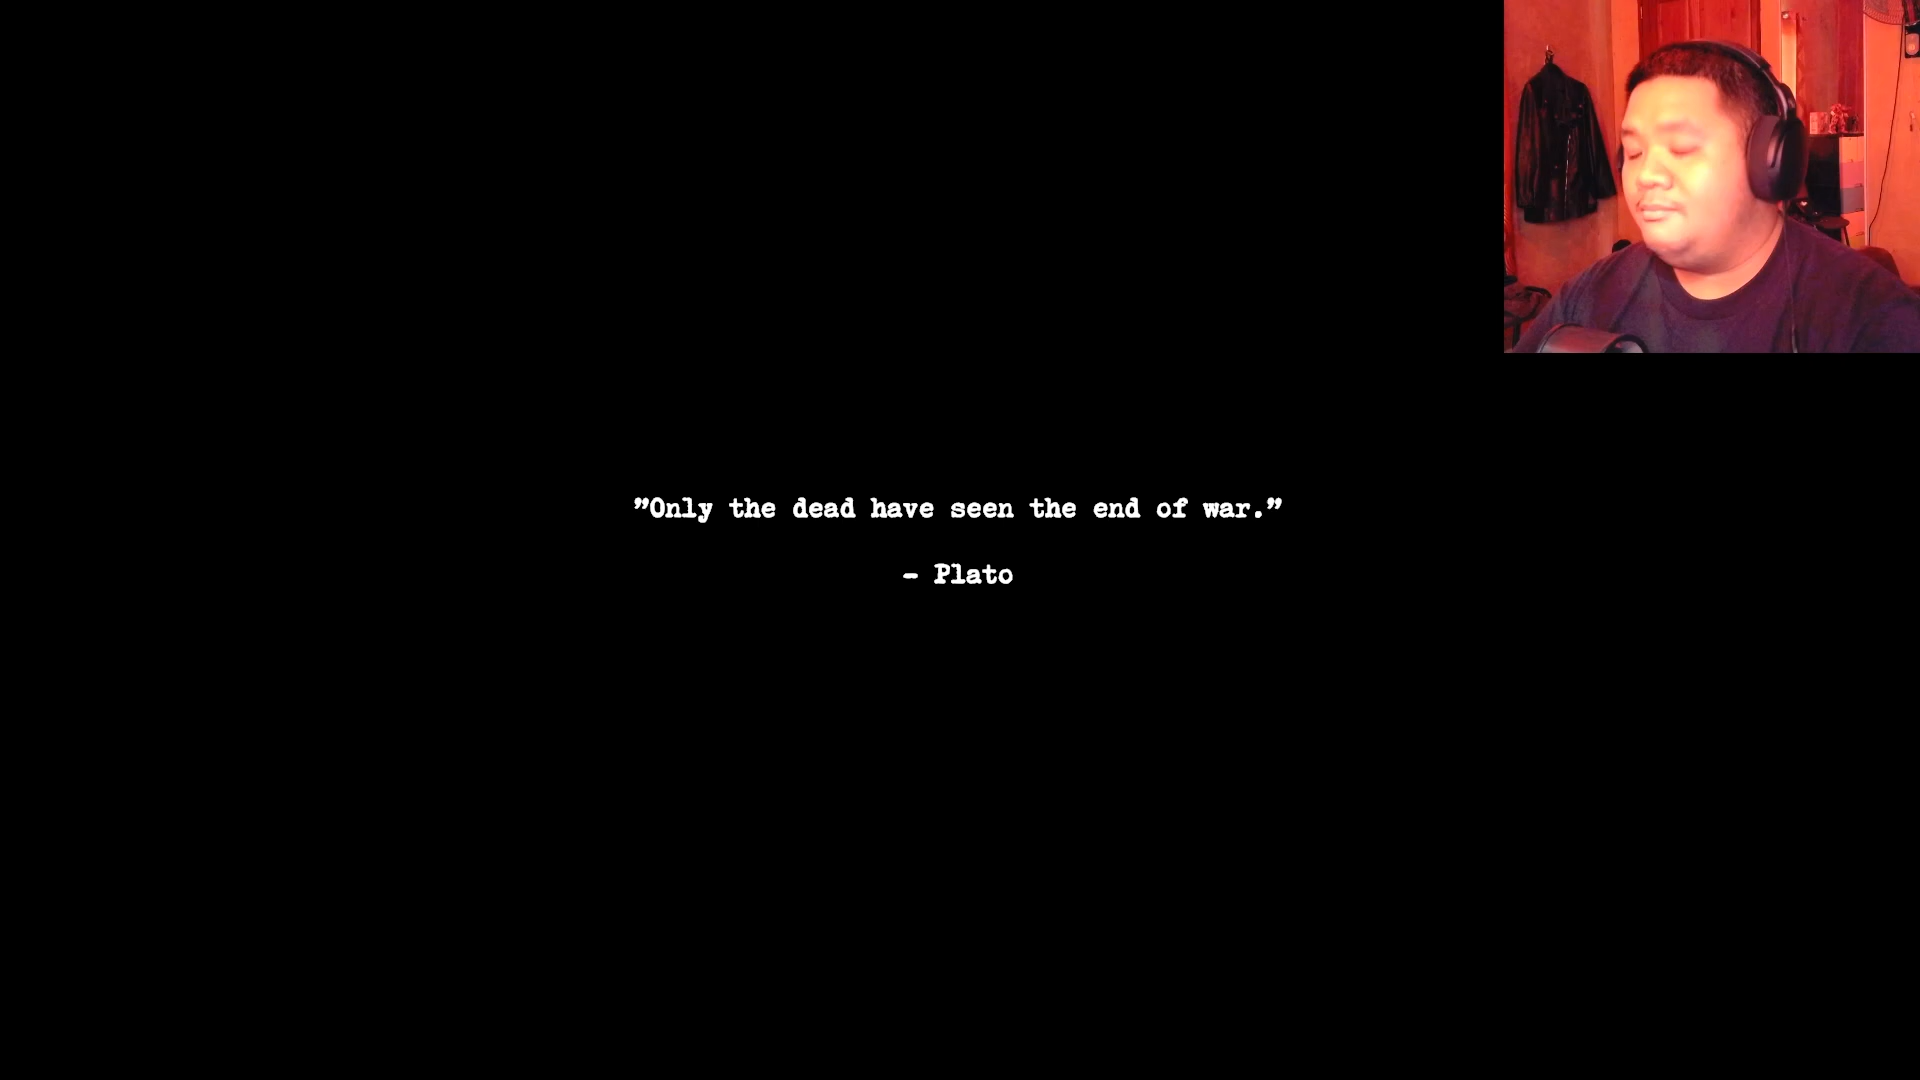 ”Only the dead have seen the end of war.”
- Plato